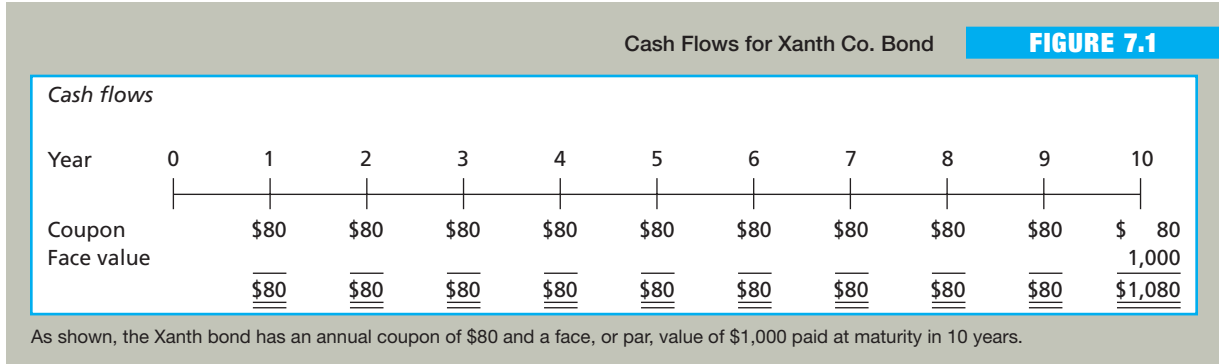 Cash Flows for Xanth Co. Bond FIGURE 7.1
Cash flows
Year 0 1 2 3 4 5 6 7 8 9 10
Coupon $80 $80 $80 $80 $80 $80 $80 $80 $80 $ 80
Face value 1,000
$80 $80 $80 $80 $80 $80 $80 $80 $80 $1,080
As shown, the Xanth bond has an annual coupon of $80 and a face, or par, value of $1,000 paid at maturity in 10 years.